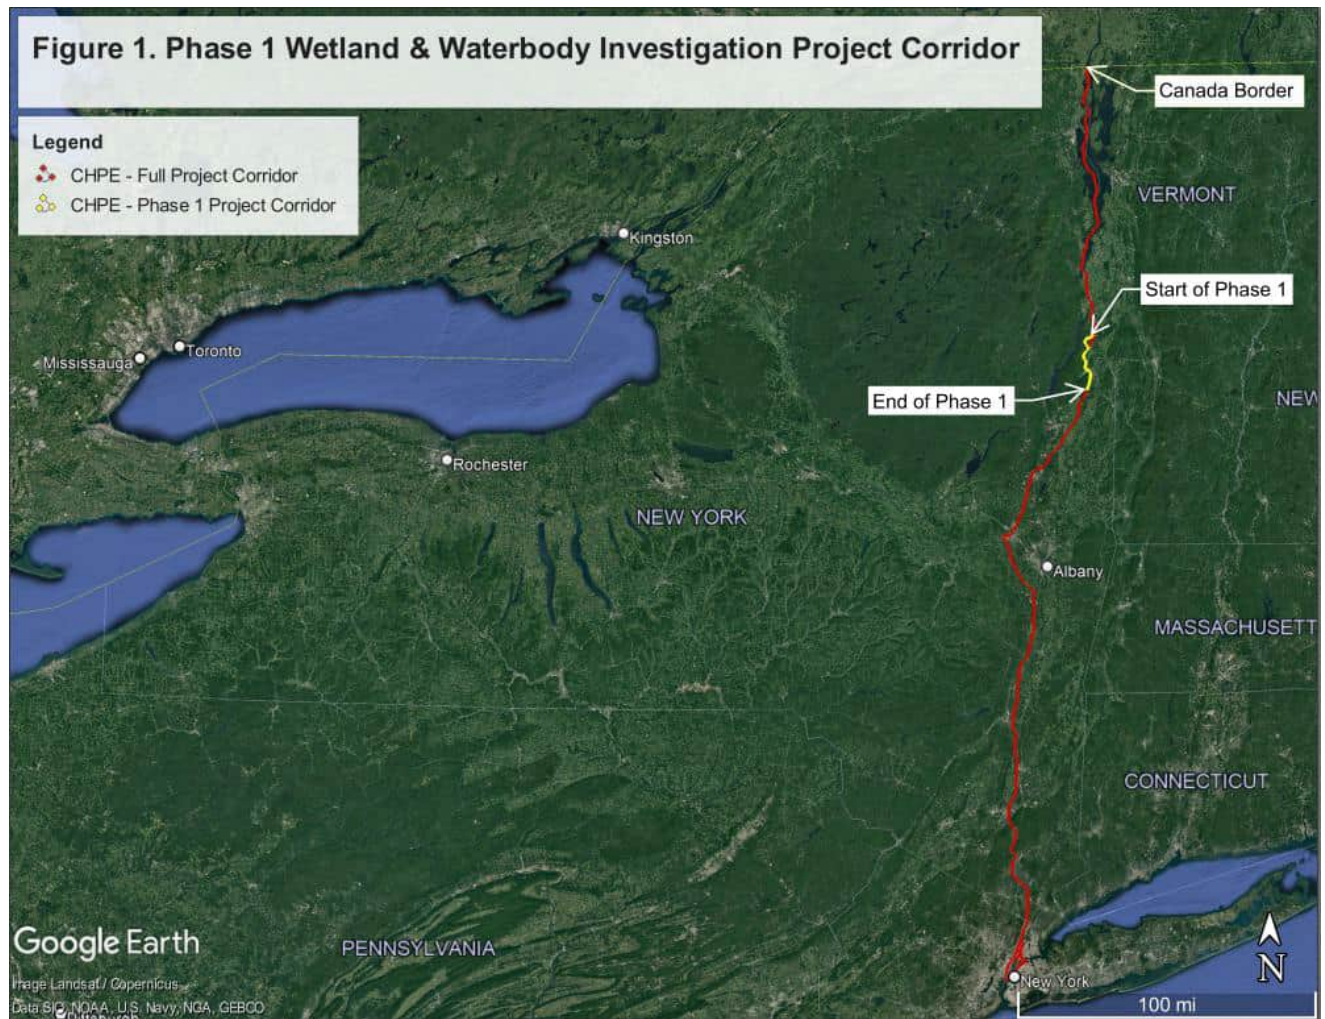 Figure 1. Phase 1 Wetland & Waterbody Investigation Project Corridor
Canada Border
Legend
CHPE - Full Project Corridor
CHPE - Phase 1 Project Corridor
VERMONT
Kingston
Start of Phase 1
Toronto
Mississauga
End of Phase 1
NEW
Rochester
NEW YORK
Albany
MASSACHUSETT
CONNECTICUT
Google Earth
PENNSYLVANIA
N
Image Landsat / Copernicus
New York
100 mi
Data SIO, NOAA, U.S. Navy, NGA, GEBCO